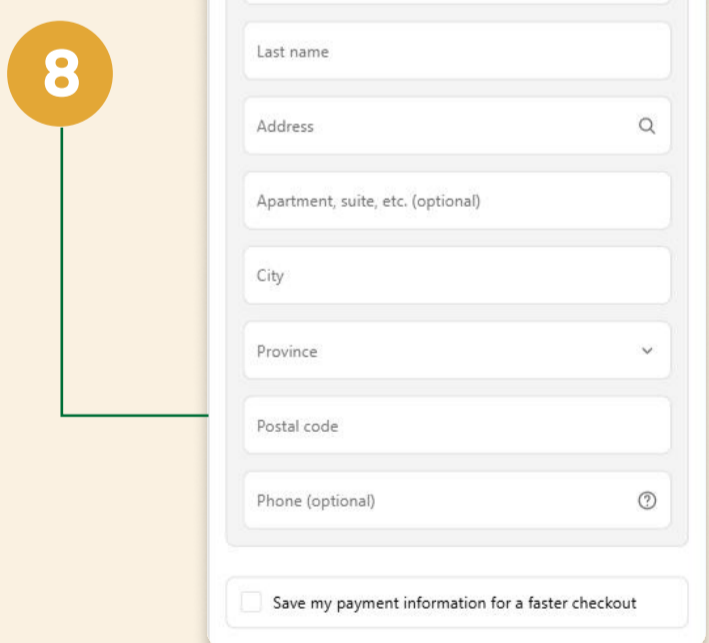 8
Last name
Address
Apartment, suite, etc. (optional)
City
Province
Postal code
Phone (optional)
Save my payment information for a faster checkout